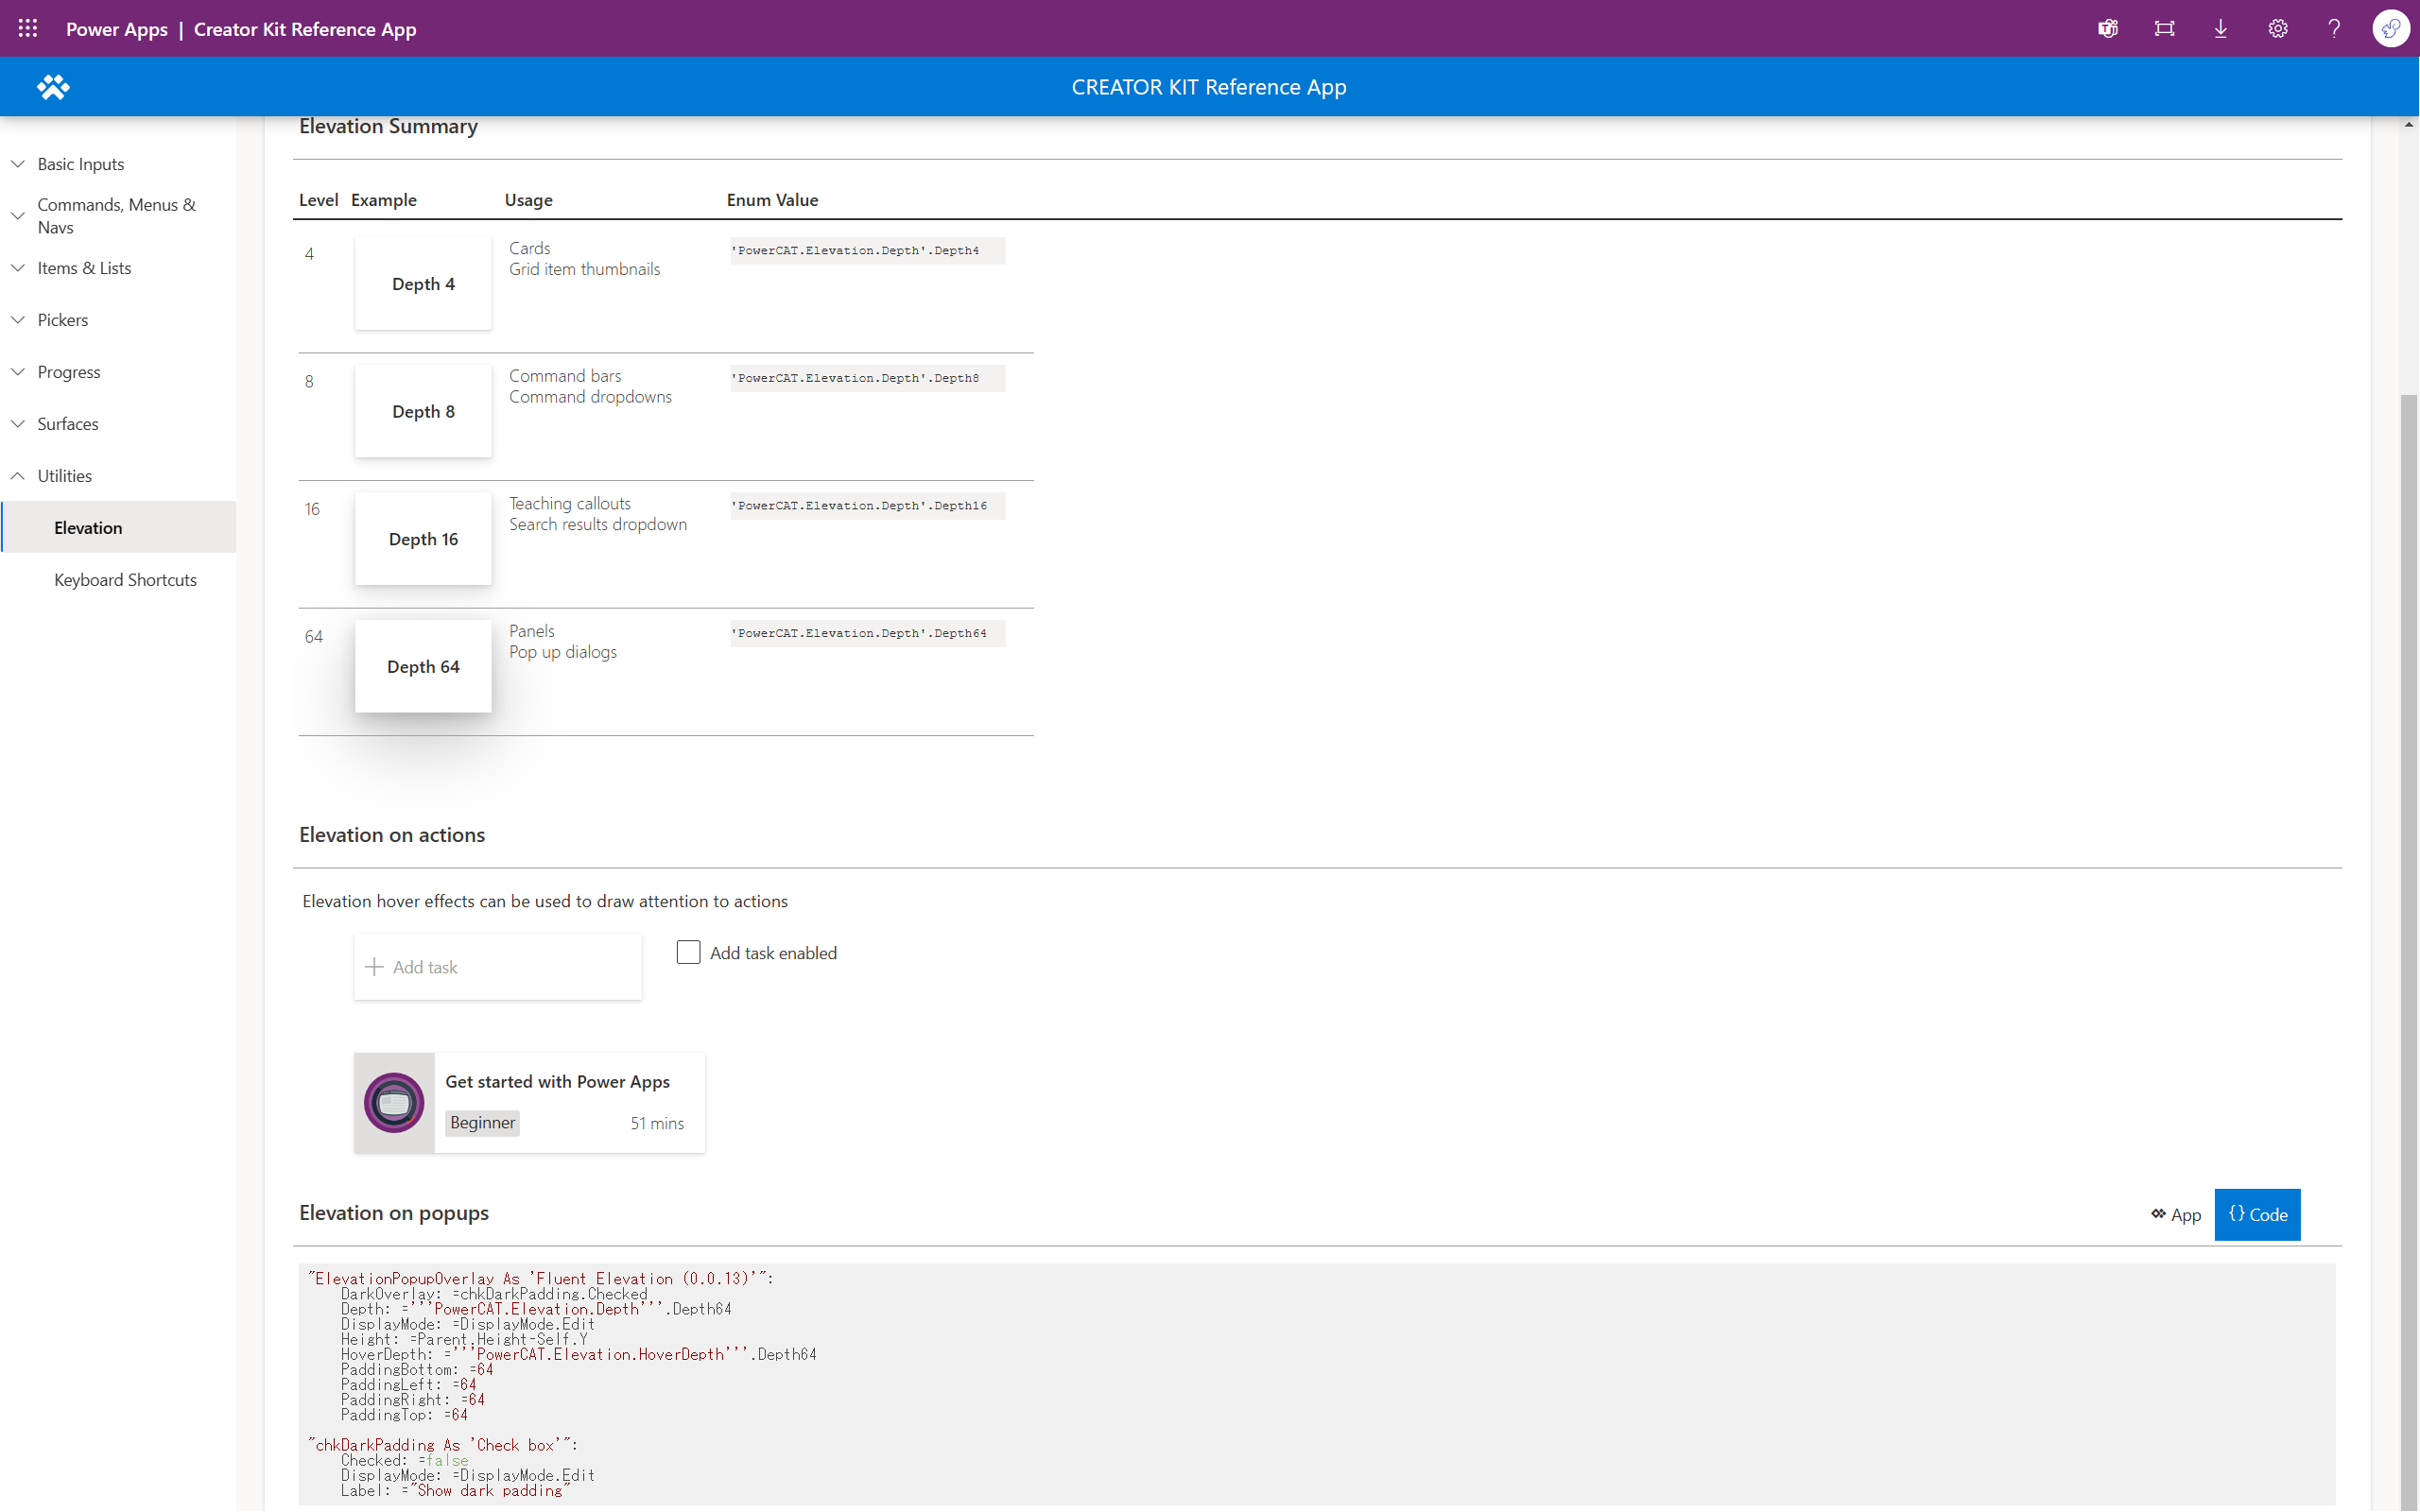 Power Apps | Creator Kit Reference App
CREATOR KIT Reference App
Basic Inputs
Commands, Menus &
Navs
Items & Lists
Pickers
Progress
Surfaces
Utilities
Elevation
Keyboard Shortcuts
Elevation Summary
Level Example Usage Enum Value
4
Depth 4
Cards
Grid item thumbnails
'PowerCAT.Elevation.Depth'.Depth4
8
Depth 8
Command bars
Command dropdowns
'PowerCAT.Elevation.Depth'.Depth8
16
Depth 16
Teaching callouts
Search results dropdown
'PowerCAT.Elevation.Depth'.Depth16
64
Depth 64
Panels
Pop up dialogs
'PowerCAT.Elevation.Depth'.Depth64
Elevation on actions
Elevation hover effects can be used to draw attention to actions
Add task
Add task enabled
Get started with Power Apps
Beginner 51 mins
Elevation on popups
App {} Code
"ElevationPopupOverlay As 'Fluent Elevation (0.0.13)'":
DarkOverlay: =chkDarkPadding.Checked
Depth: ='''PowerCAT.Elevation.Depth'''.Depth64
DisplayMode: =DisplayMode.Edit
Height: =Parent.Height-Self.Y
HoverDepth: ='''PowerCAT.Elevation.HoverDepth'''.Depth64
PaddingBottom: =64
PaddingLeft: =64
PaddingRight: =64
PaddingTop: =64
"chkDarkPadding As 'Check box'":
Checked: =false
DisplayMode: =DisplayMode.Edit
Label: ="Show dark padding"